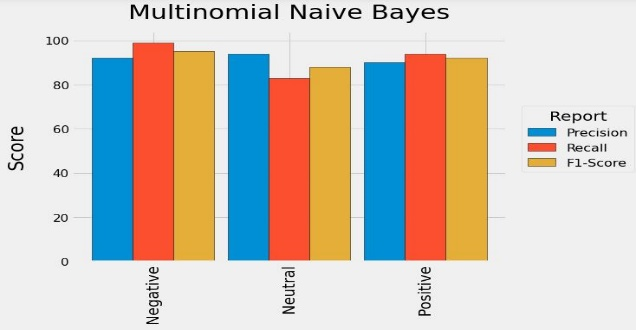 Multinomial Naive Bayes
Score
100
80
60
40
20
0
Negative
Neutral
Positive
Report
Precision
Recall
F1-Score